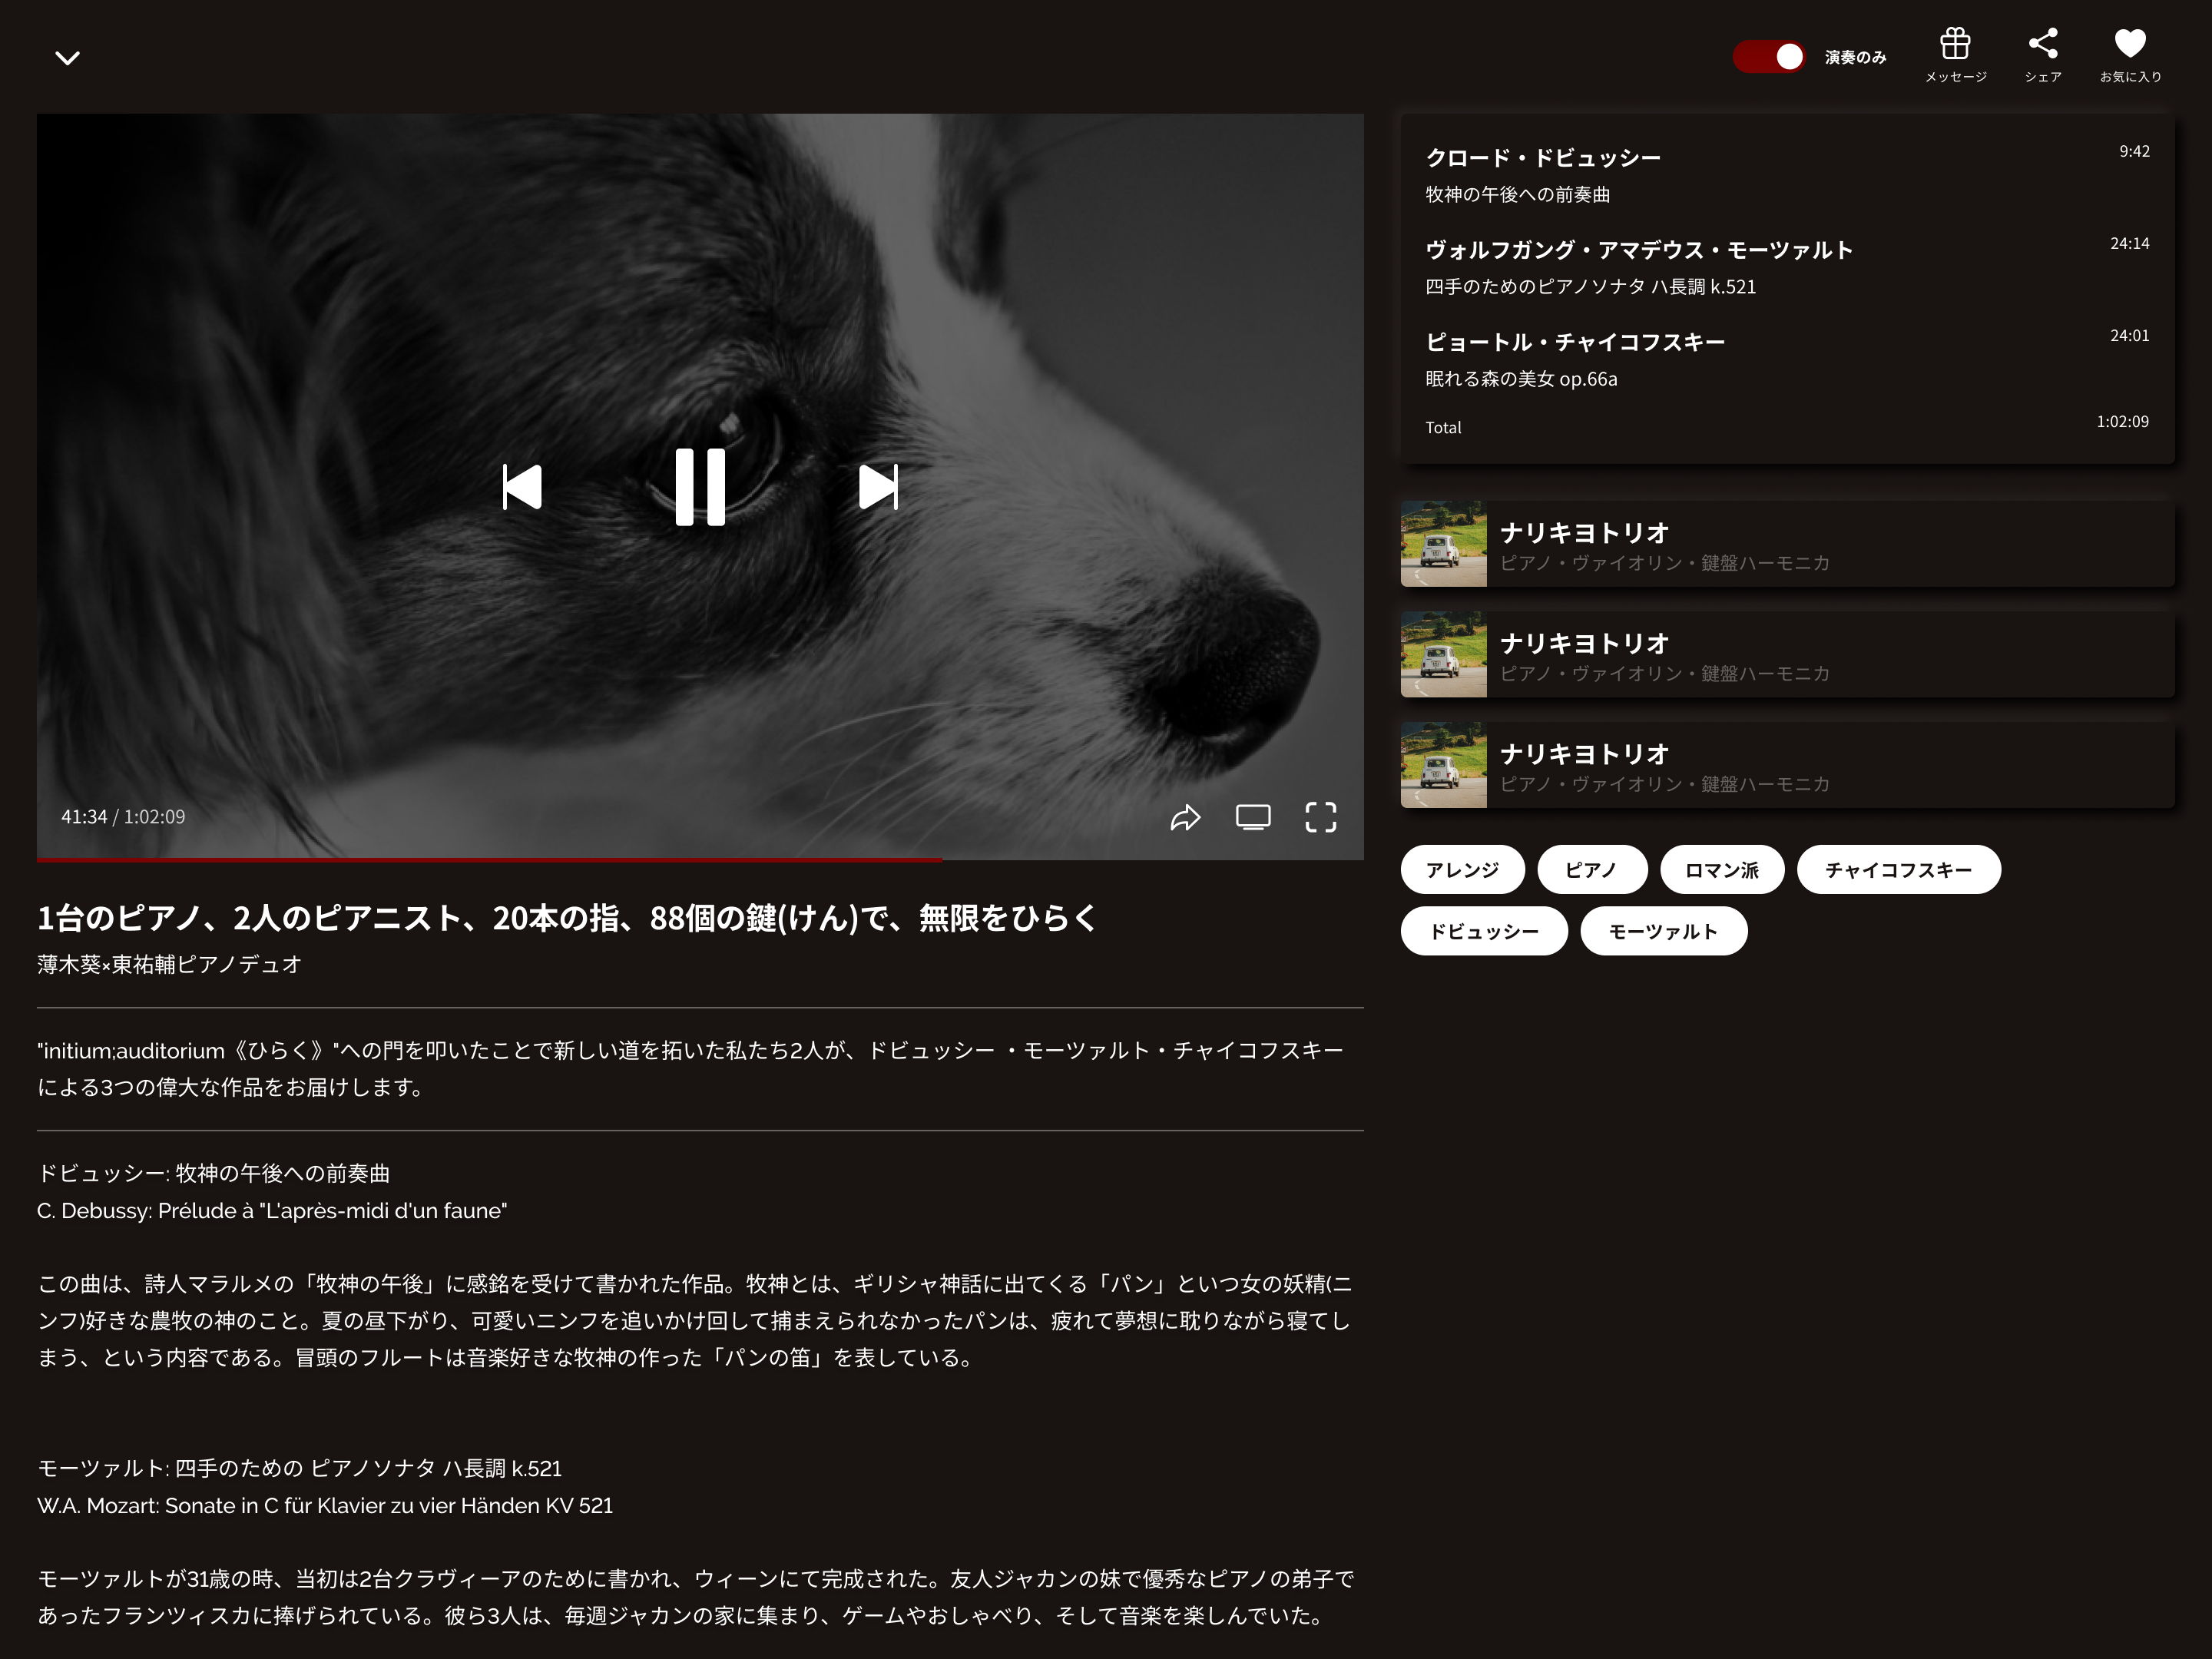 演奏のみ
メッセージ
シェア
お気に入り
41:34 / 1:02:09
1台のピアノ、2人のピアニスト、20本の指、88個の鍵(けん)で、無限をひらく
薄木葵×東祐輔ピアノデュオ
"initium;auditorium《ひらく》"への門を叩いたことで新しい道を拓いた私たち2人が、ドビュッシー ・モーツァルト・チャイコフスキー
による3つの偉大な作品をお届けします。
ドビュッシー: 牧神の午後への前奏曲
C. Debussy: Prélude à "L'après-midi d'un faune"
この曲は、詩人マラルメの「牧神の午後」に感銘を受けて書かれた作品。牧神とは、ギリシャ神話に出てくる「パン」といつ女の妖精(ニ
ンフ)好きな農牧の神のこと。夏の昼下がり、可愛いニンフを追いかけ回して捕まえられなかったパンは、疲れて夢想に耽りながら寝てし
まう、という内容である。冒頭のフルートは音楽好きな牧神の作った「パンの笛」を表している。
モーツァルト: 四手のための ピアノソナタ ハ長調 k.521
W.A. Mozart: Sonate in C für Klavier zu vier Händen KV 521
モーツァルトが31歳の時、当初は2台クラヴィーアのために書かれ、ウィーンにて完成された。友人ジャカンの妹で優秀なピアノの弟子で
あったフランツィスカに捧げられている。彼ら3人は、毎週ジャカンの家に集まり、ゲームやおしゃべり、そして音楽を楽しんでいた。
クロード・ドビュッシー 9:42
牧神の午後への前奏曲
ヴォルフガング・アマデウス・モーツァルト 24:14
四手のためのピアノソナタ ハ長調 k.521
ピョートル・チャイコフスキー 24:01
眠れる森の美女 op.66a
Total 1:02:09
ナリキヨトリオ
ピアノ・ヴァイオリン・鍵盤ハーモニカ
ナリキヨトリオ
ピアノ・ヴァイオリン・鍵盤ハーモニカ
ナリキヨトリオ
ピアノ・ヴァイオリン・鍵盤ハーモニカ
アレンジ ピアノ ロマン派 チャイコフスキー
ドビュッシー モーツァルト